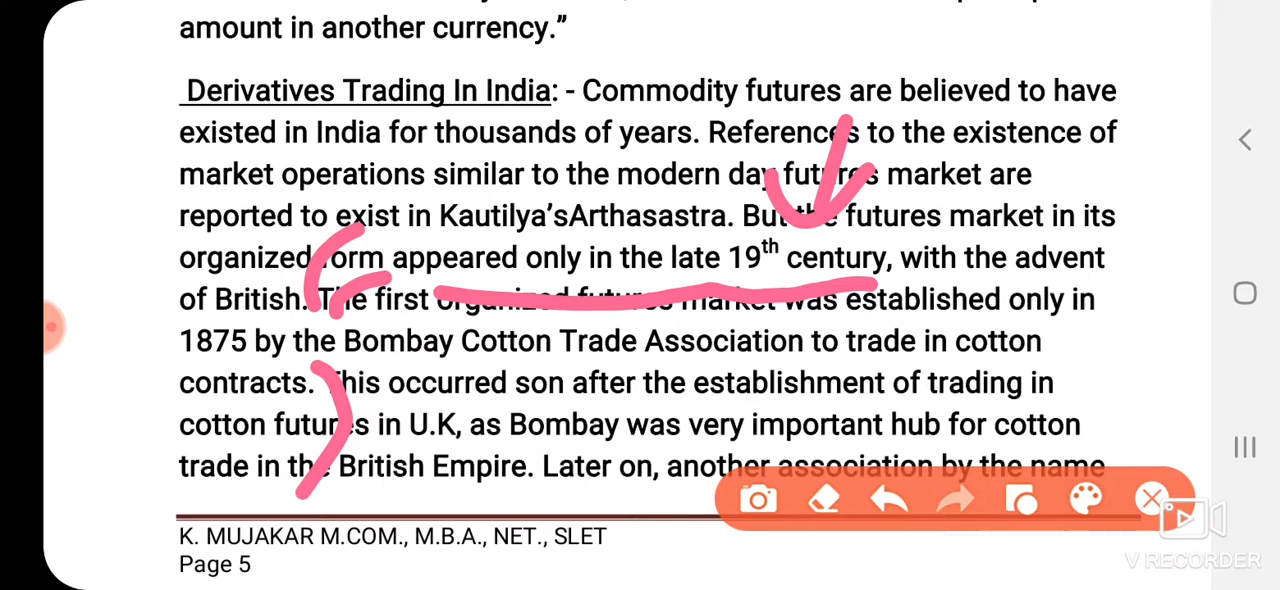 amount in another currency.”
Derivatives Trading In India: - Commodity futures are believed to have
existed in India for thousands of years. References to the existence of
market operations similar to the modern day futures market are
reported to exist in Kautilya’sArthasastra. But the futures market in its
organized form appeared only in the late 19th century, with the advent
of British. The first organized futures market was established only in
1875 by the Bombay Cotton Trade Association to trade in cotton
contracts. This occurred son after the establishment of trading in
cotton futures in U.K, as Bombay was very important hub for cotton
trade in the British Empire. Later on, another association by the name
K. MUJAKAR M.COM., M.B.A., NET., SLET
Page 5
V RECORDER